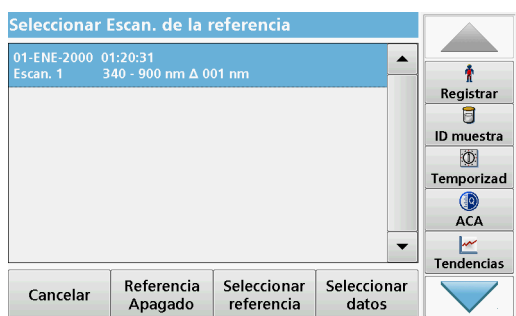 Seleccionar Escan. de la referencia
01-ENE-2000 01:20:31
Escan. 1 340 - 900 nm Δ 001 nm
Registrar
ID muestra
Temporizad
ACA
Tendencias
Cancelar
Referencia
Apagado
Seleccionar
referencia
Seleccionar
datos